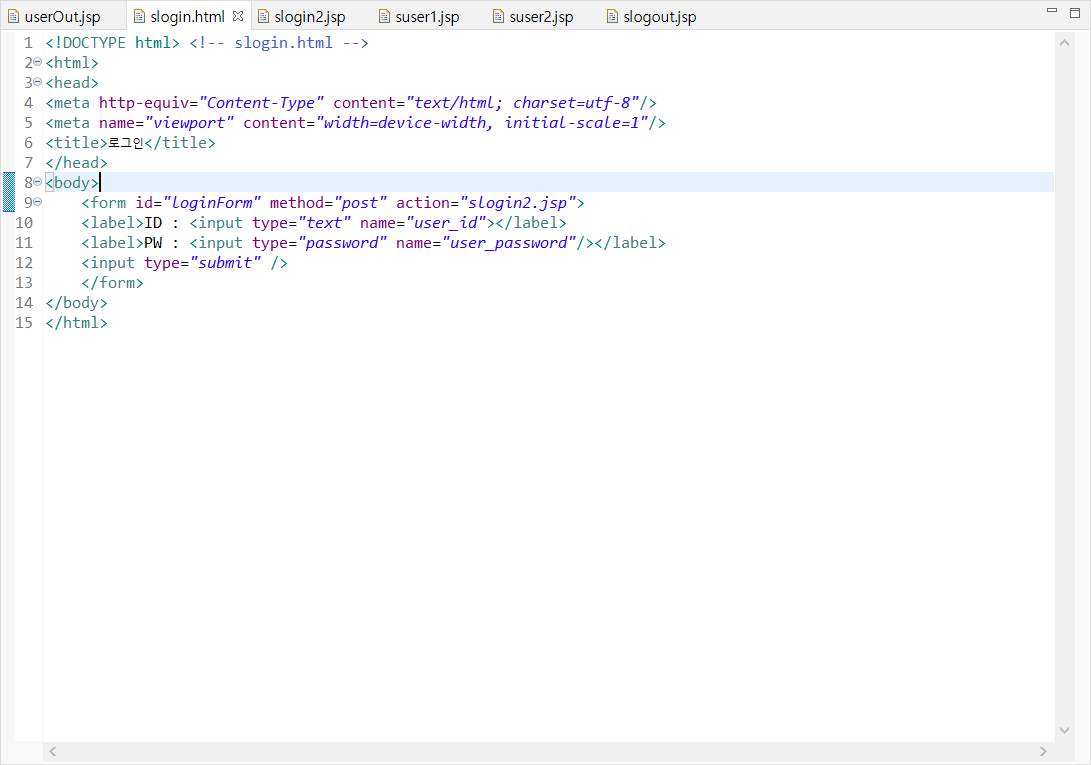 userOut.jsp slogin.html slogin2.jsp suser1.jsp suser2.jsp slogout.jsp
1 <!DOCTYPE html> <!-- slogin.html -->
2 <html>
3 <head>
4 <meta http-equiv="Content-Type" content="text/html; charset=utf-8"/>
5 <meta name="viewport" content="width=device-width, initial-scale=1"/>
6 <title>로그인</title>
7 </head>
8 <body>
9     <form id="loginForm" method="post" action="slogin2.jsp">
10     <label>ID : <input type="text" name="user_id"></label>
11     <label>PW : <input type="password" name="user_password"/></label>
12     <input type="submit" />
13     </form>
14 </body>
15 </html>